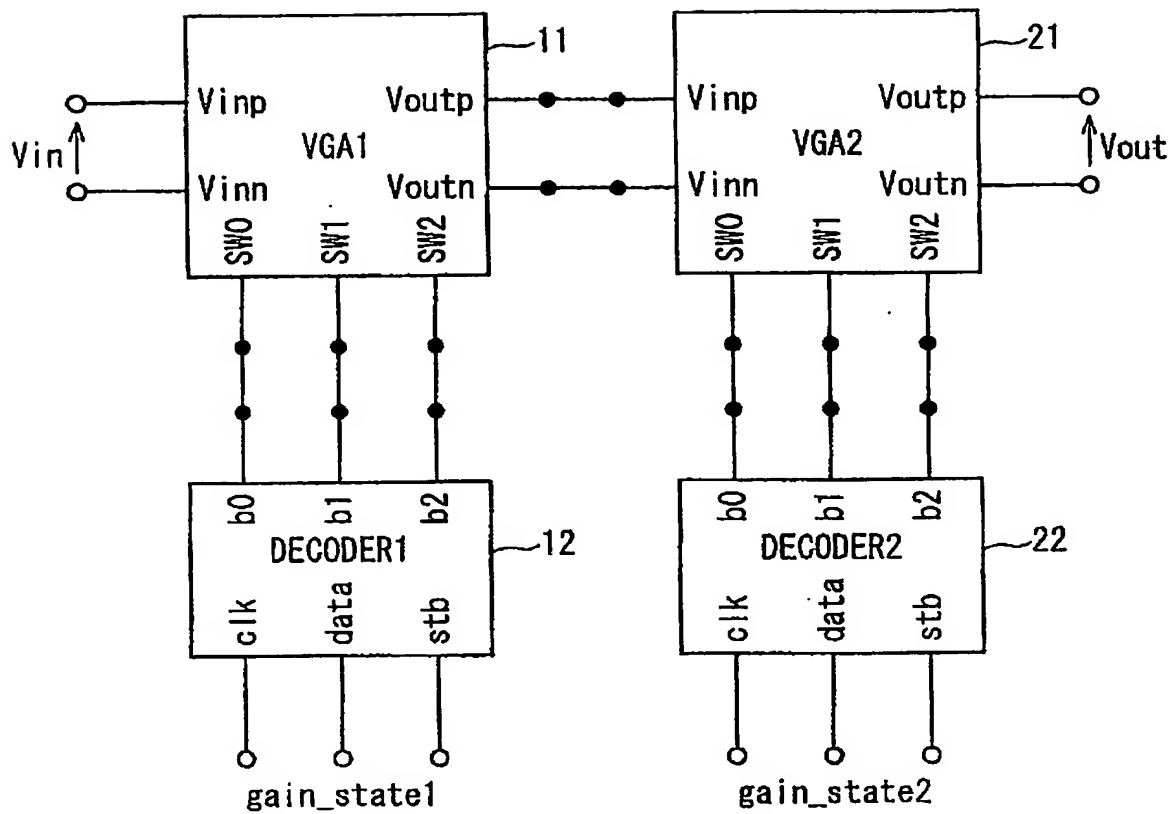 11
21
Vinp Voutp Vinp Voutp
Vin VGA1 VGA2 Vout
Vinn Voutn Vinn Voutn
SW0 SW1 SW2 SW0 SW1 SW2
b0 b1 b2 b0 b1 b2
DECODER1 12 DECODER2 22
clk data stb clk data stb
gain_state1 gain_state2